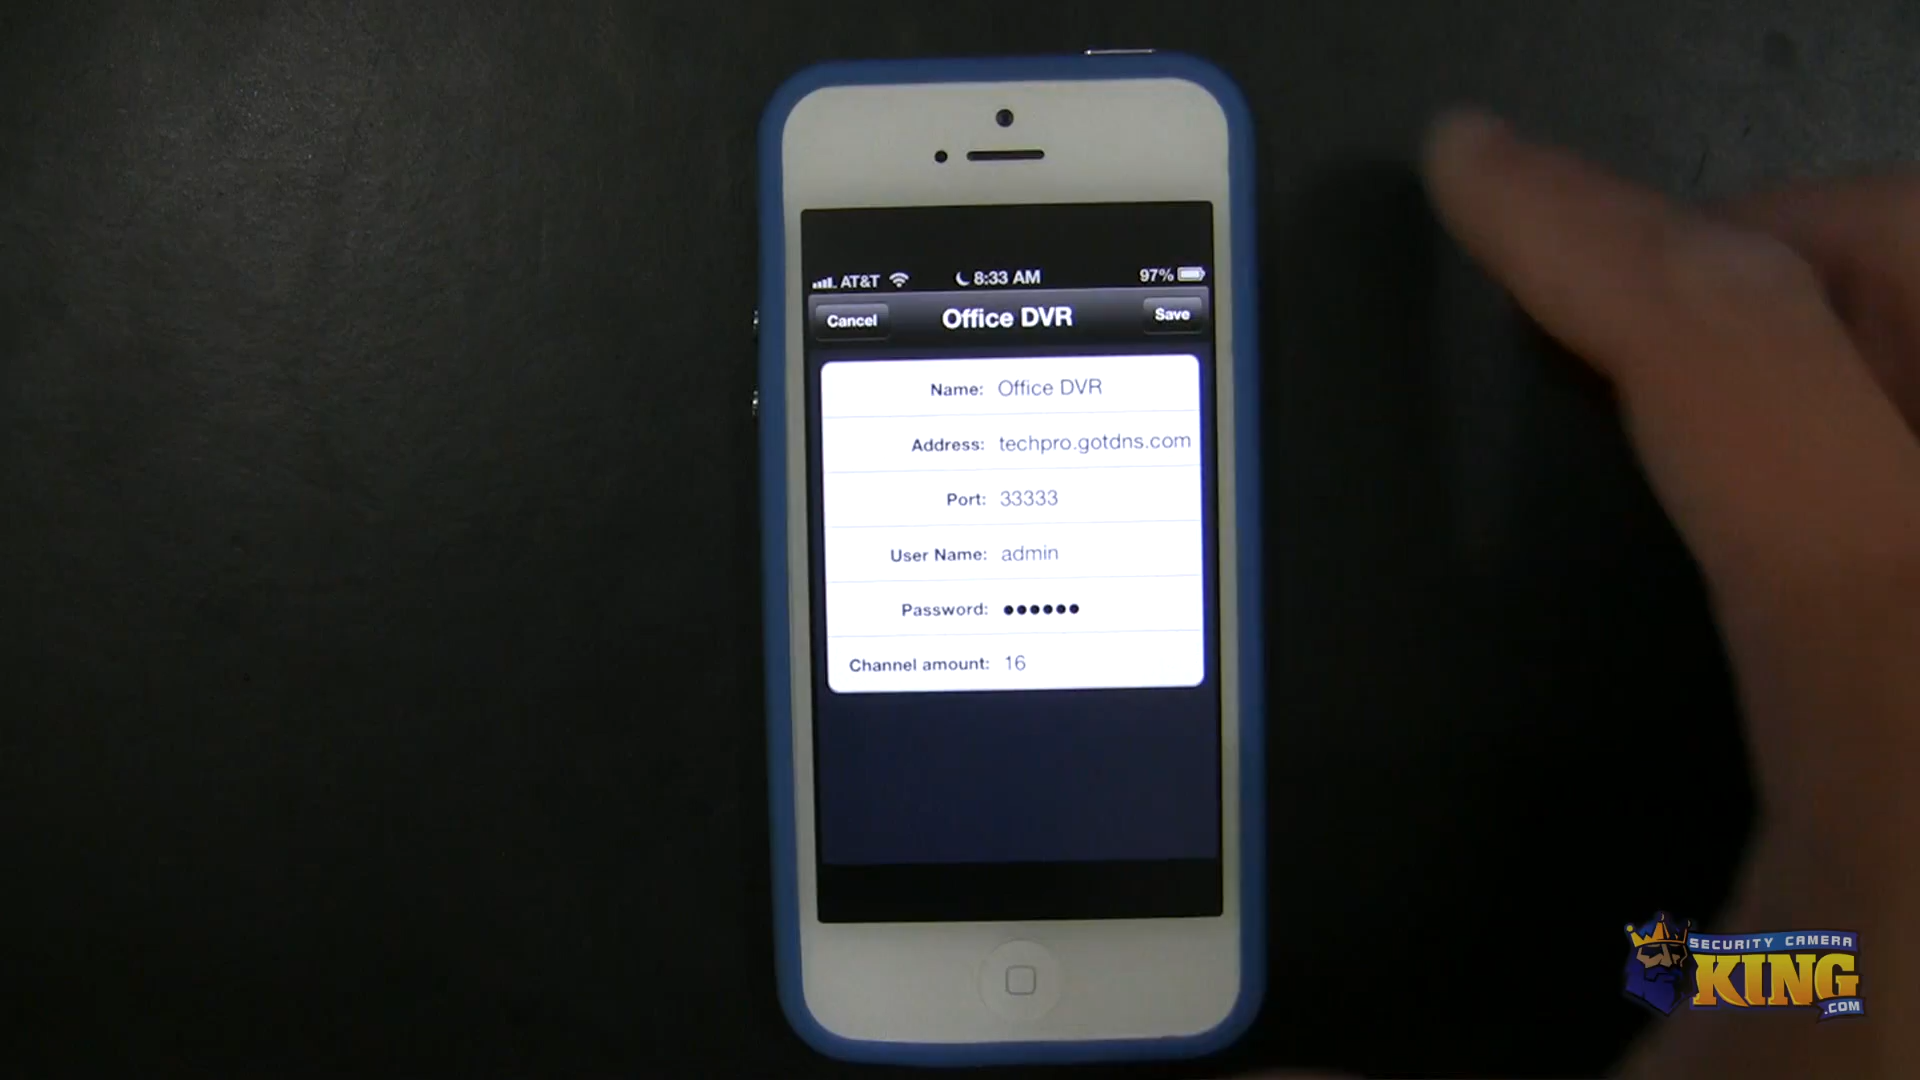 AT&T 8:33 AM 97%
Cancel Office DVR Save
Name: Office DVR
Address: techpro.gotdns.com
Port: 33333
User Name: admin
Password: ●●●●●●
Channel amount: 16
SECURITY CAMERA
KING
.COM